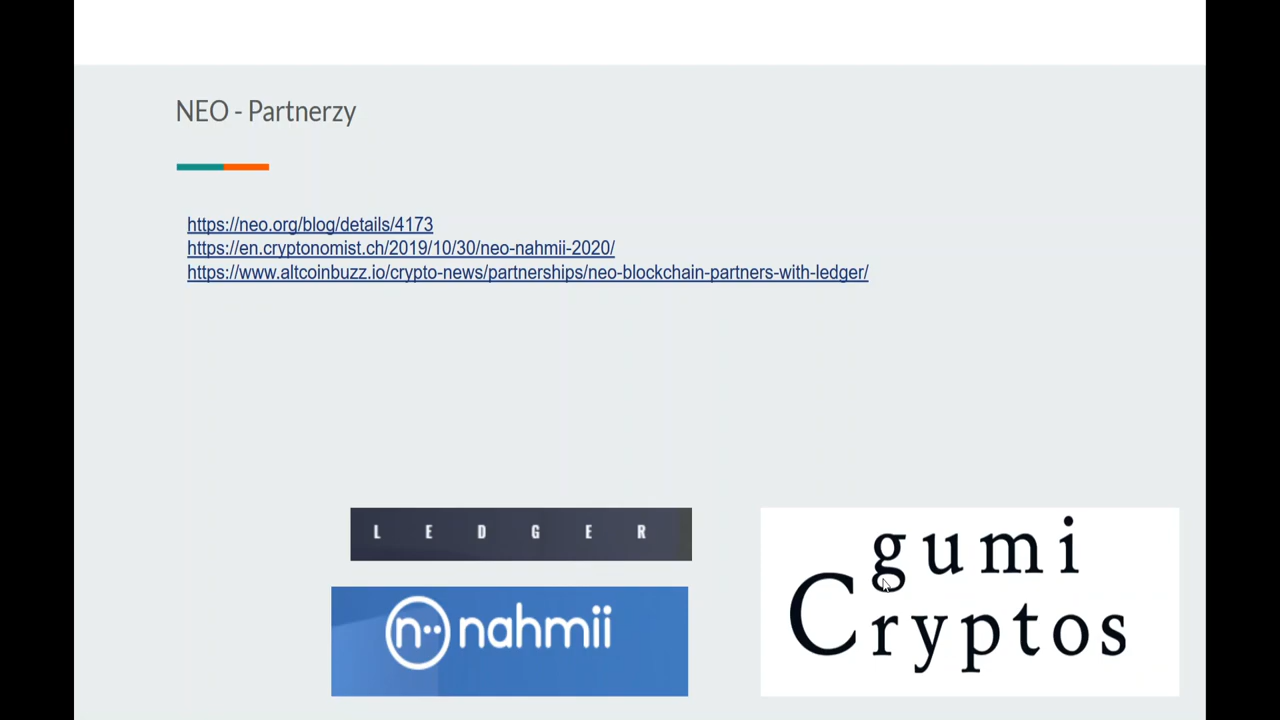 NEO - Partnerzy
https://neo.org/blog/details/4173
https://en.cryptonomist.ch/2019/10/30/neo-nahmii-2020/
https://www.altcoinbuzz.io/crypto-news/partnerships/neo-blockchain-partners-with-ledger/
LEDGER
n nahmii
gumi
Cryptos